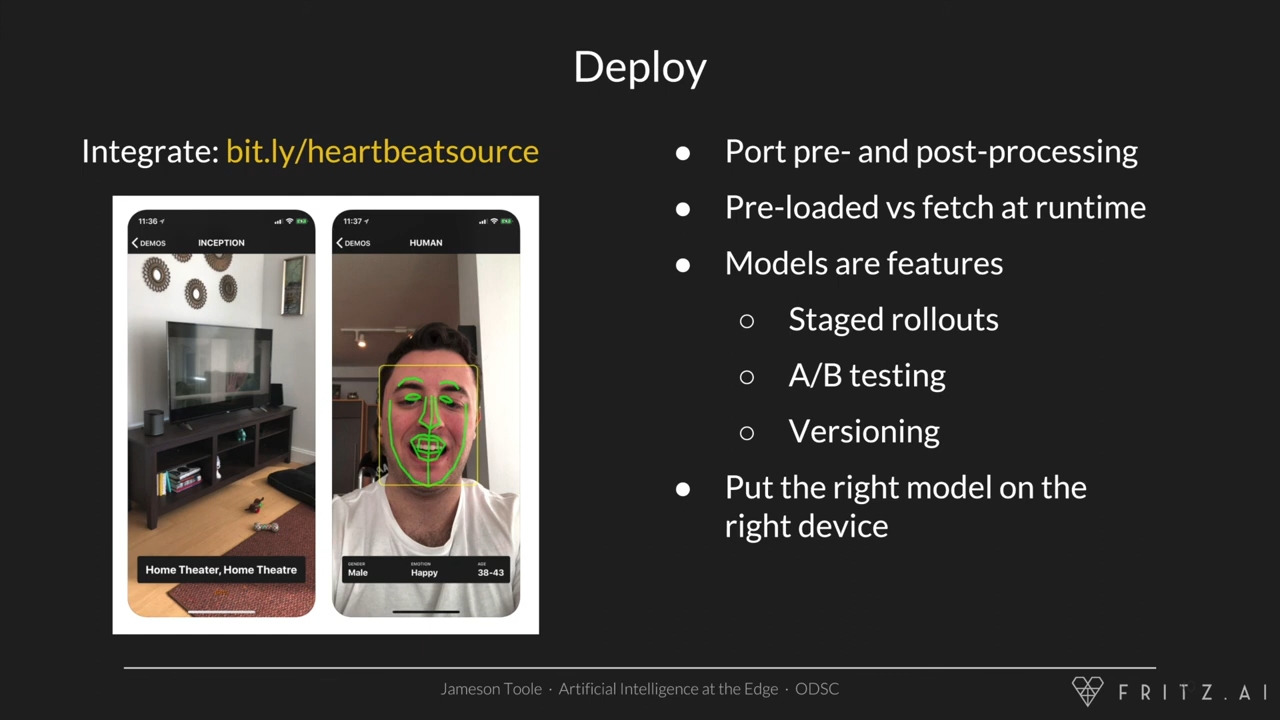 Deploy
Integrate: bit.ly/heartbeatsource
11:36
DEMOS
INCEPTION
Home Theater, Home Theatre
11:37
DEMOS
HUMAN
GENDER
EMOTION
AGE
Male
Happy
38-43
● Port pre- and post-processing
● Pre-loaded vs fetch at runtime
● Models are features
○ Staged rollouts
○ A/B testing
○ Versioning
● Put the right model on the
right device
Jameson Toole · Artificial Intelligence at the Edge · ODSC
FRITZ.AI